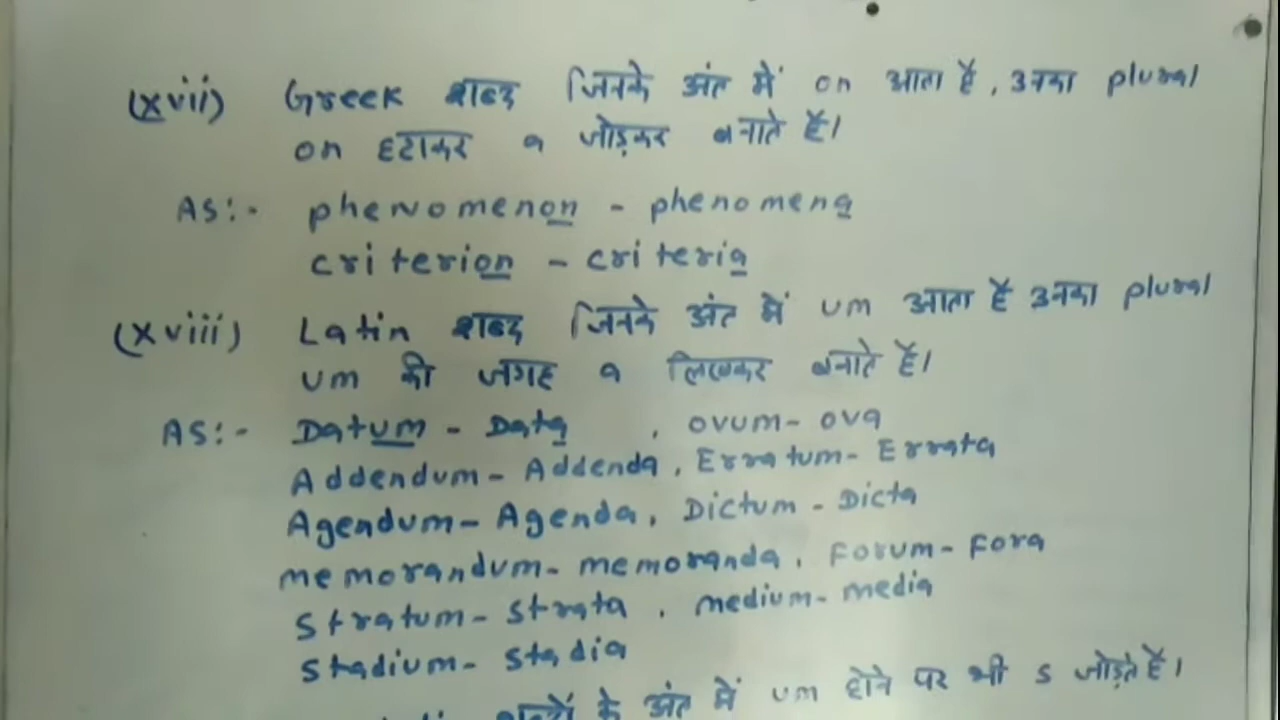 (xvii) Greek शब्द जिनके अंत में on आता है, उनका plural
on हटाकर a जोड़कर बनाते हैं।
AS:- phenomenon - phenomena
criterion - criteria
(xviii) Latin शब्द जिनके अंत में um आता है उनका plural
um की जगह a लिखकर बनाते हैं।
AS:- Datum - Data , ovum - ova
Addendum - Addenda, Erratum - Errata
Agendum - Agenda, Dictum - Dicta
memorandum - memoranda, forum - fora
Stratum - Strata , medium - media
Stadium - Stadia
शब्दों के अंत में um होने पर भी s जोड़ते हैं।